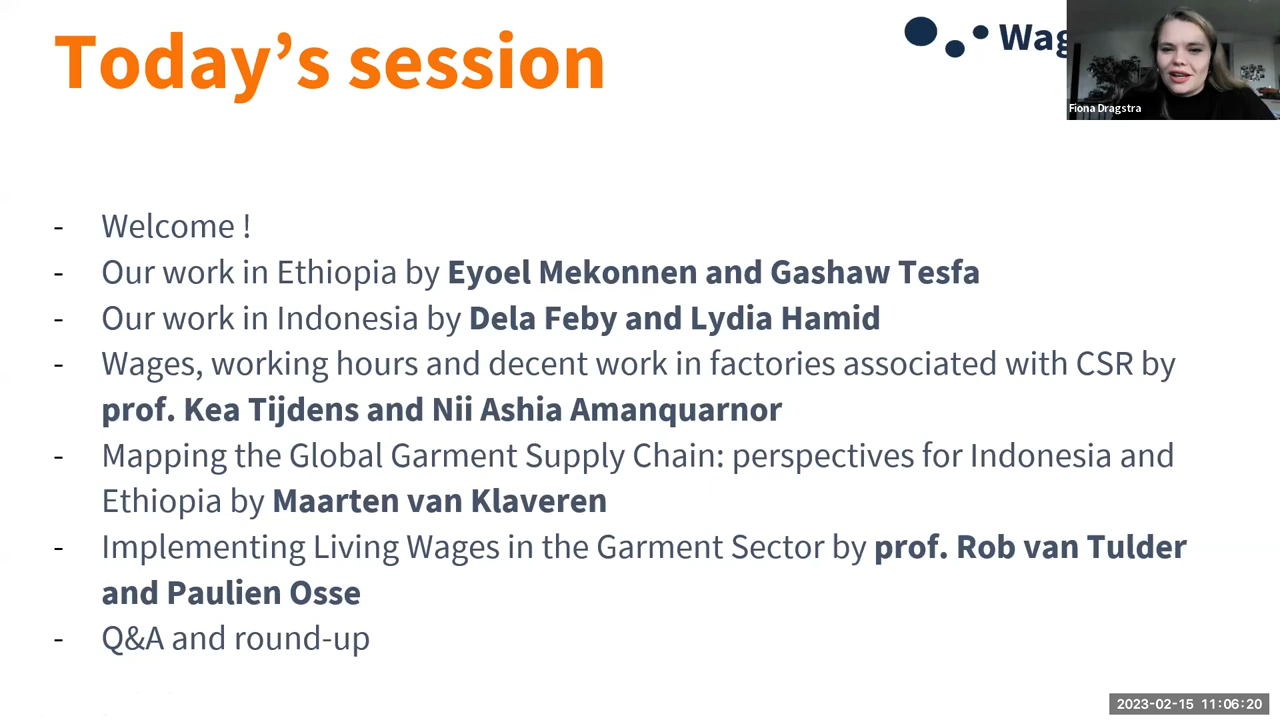 Today’s session
Wag
Fiona Dragstra
- Welcome !
- Our work in Ethiopia by Eyoel Mekonnen and Gashaw Tesfa
- Our work in Indonesia by Dela Feby and Lydia Hamid
- Wages, working hours and decent work in factories associated with CSR by
prof. Kea Tijdens and Nii Ashia Amanquarnor
- Mapping the Global Garment Supply Chain: perspectives for Indonesia and
Ethiopia by Maarten van Klaveren
- Implementing Living Wages in the Garment Sector by prof. Rob van Tulder
and Paulien Osse
- Q&A and round-up
2023-02-15 11:06:20